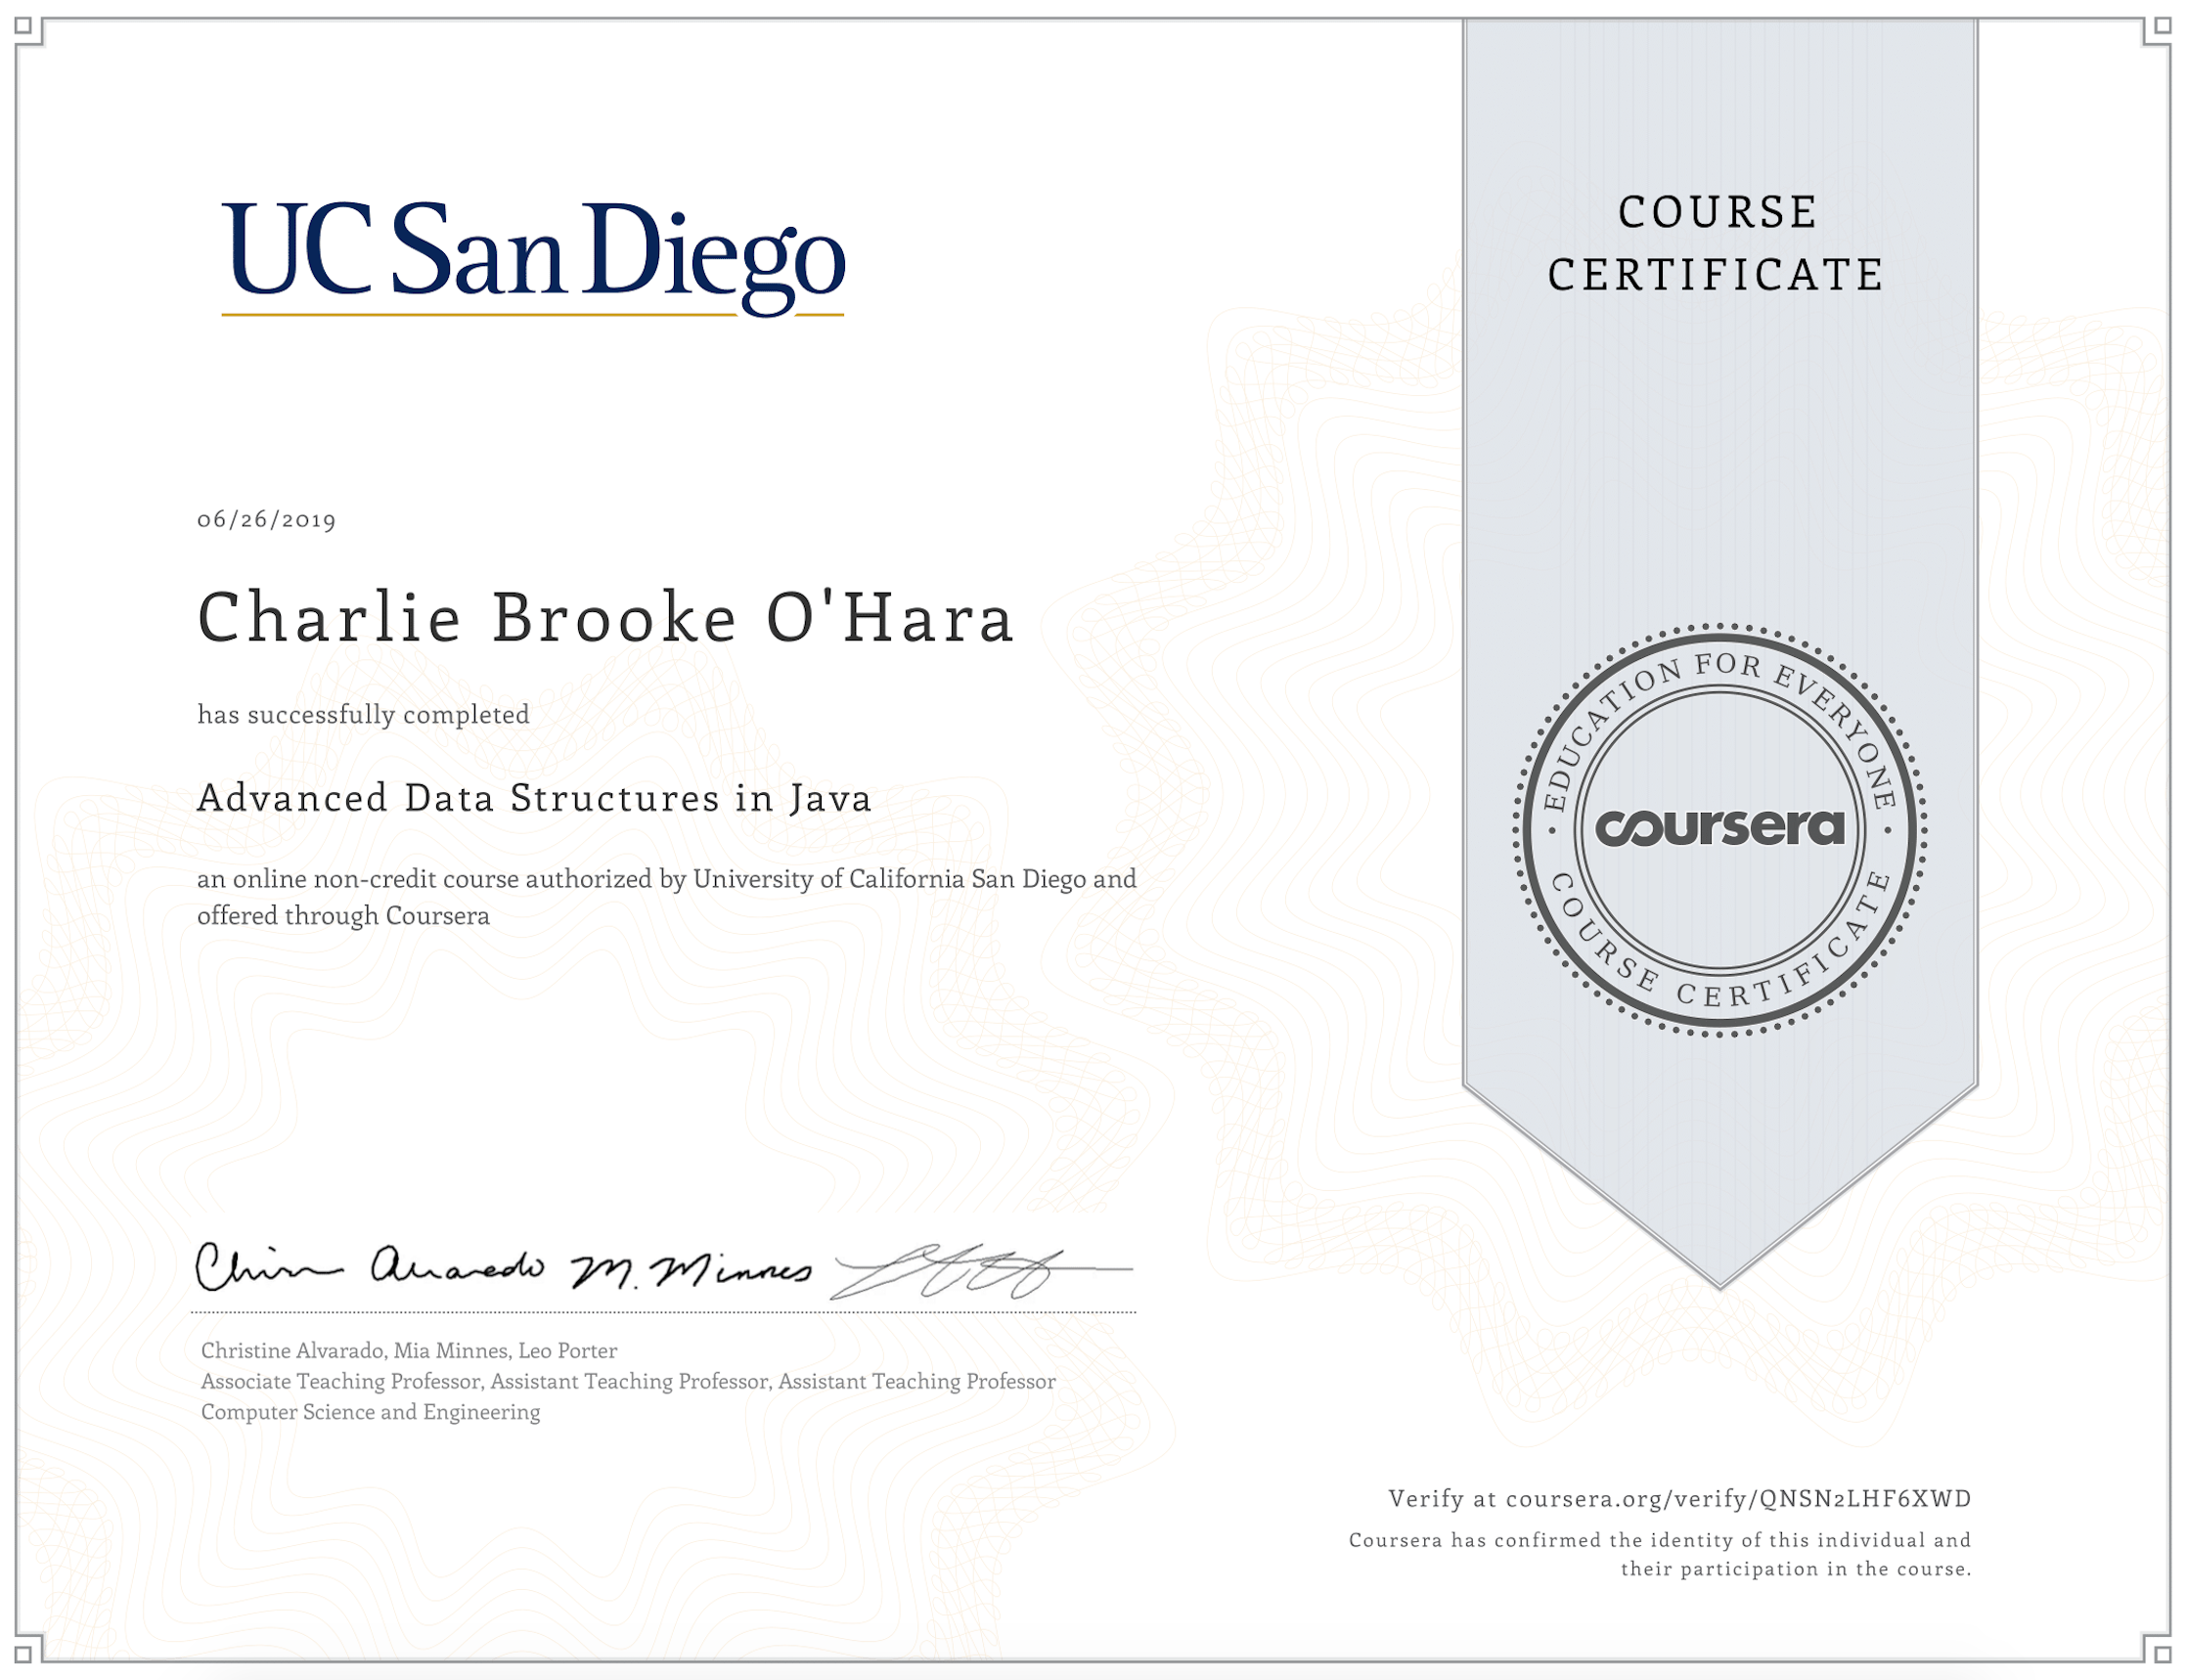 UC San Diego
COURSE
CERTIFICATE
06/26/2019
Charlie Brooke O'Hara
has successfully completed
Advanced Data Structures in Java
an online non-credit course authorized by University of California San Diego and
offered through Coursera
EDUCATION FOR EVERYONE
coursera
COURSE CERTIFICATE
M. Minnes
Christine Alvarado, Mia Minnes, Leo Porter
Associate Teaching Professor, Assistant Teaching Professor, Assistant Teaching Professor
Computer Science and Engineering
Verify at coursera.org/verify/QNSN2LHF6XWD
Coursera has confirmed the identity of this individual and
their participation in the course.